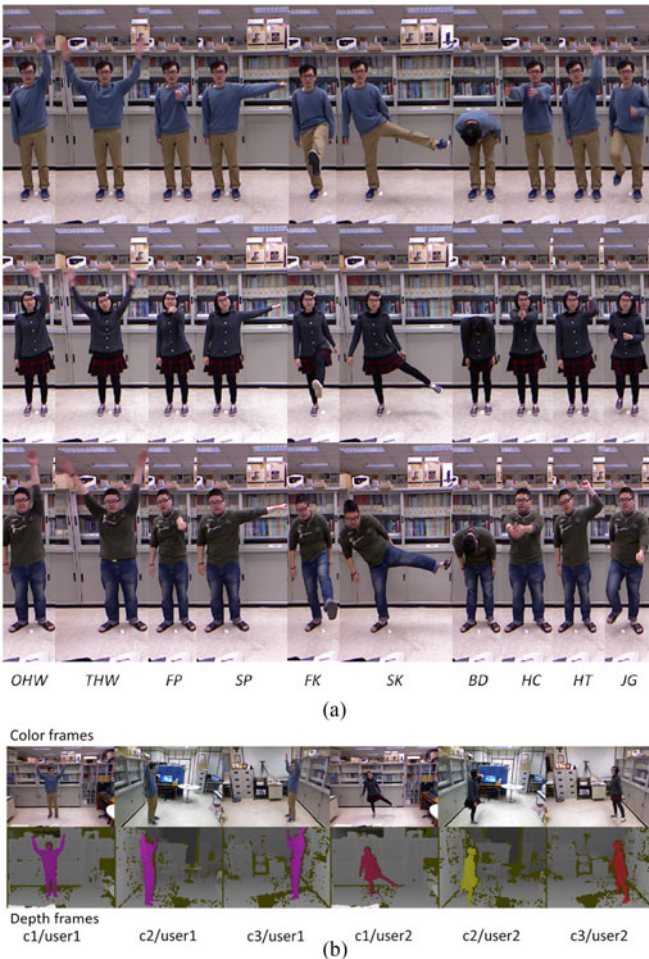 OHW THW FP SP FK SK BD HC HT JG
(a)
Color frames
Depth frames
c1/user1 c2/user1 c3/user1 c1/user2 c2/user2 c3/user2
(b)